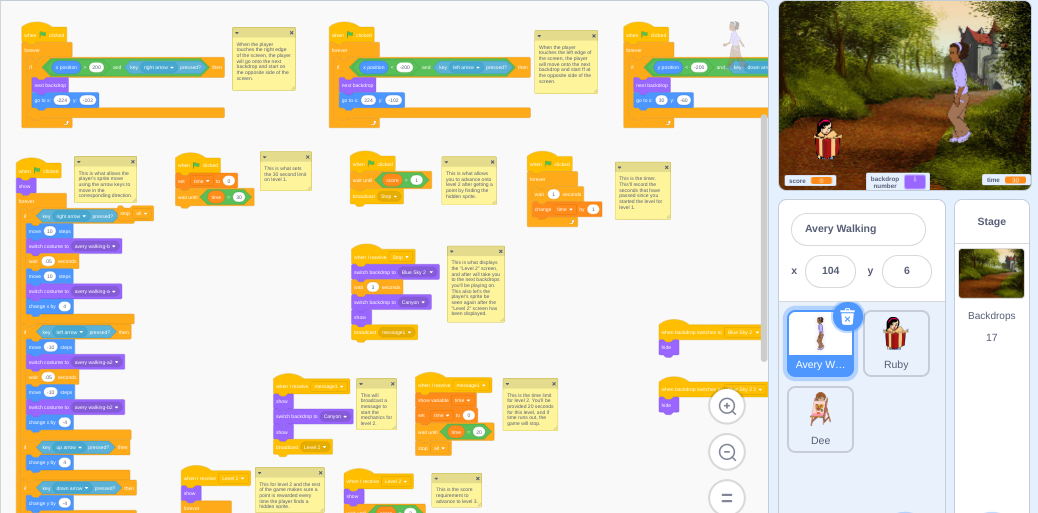 when clicked
forever
if x position > 200 and key right arrow pressed? then
next backdrop
go to x: -224 y: -102
When the player
touches the right edge of
the screen, the player
will go onto the next
backdrop and start on
the opposite side of the
screen.
when clicked
forever
if x position < -200 and key left arrow pressed? then
next backdrop
go to x: 224 y: -102
When the player
touches the left edge of
the screen, the player
will move onto the next
backdrop and start ff at
the opposite side of the
screen.
when clicked
forever
if y position < -200 and key down arrow
next backdrop
go to x:
when clicked
show
forever
if key right arrow pressed?
move 10 steps
switch costume to avery walking-b
wait .05 seconds
move 10 steps
switch costume to avery walking-a
change x by 4
if key left arrow pressed? then
move -10 steps
switch costume to avery walking-a2
wait .05 seconds
move -10 steps
switch costume to avery walking-b2
change x by -4
if key up arrow pressed? then
change y by 4
if key down arrow pressed? then
change y by -4
This is what allows the
player's sprite move
using the arrow keys to
move in the
corresponding
direction.
stop all
when clicked
set time to 0
wait until time = 30
This is what sets
the 30 second limit
on level 1.
when clicked
wait until score = 1
broadcast Stop
This is what allows
you to advance onto
level 2 after getting a
point by finding the
hidden sprite.
when clicked
forever
wait 1 seconds
change time by 1
This is the timer.
This'll record the
seconds that have
passed since you
started the game for
level 1.
when I receive Stop
switch backdrop to Blue Sky 2
wait 3 seconds
switch backdrop to Canyon
show
broadcast message1
This is what displays
the "Level 2" screen,
and after will take you
to the next backdrops
you'll be playing on.
This also lets the
player's sprite be
seen again after the
"Level 2" screen has
been displayed.
when backdrop switches to Blue Sky 2
hide
when backdrop switches to Blue Sky 2
hide
when I receive message1
show
switch backdrop to Canyon
show
broadcast Level 1
This will
broadcast a
message to
start the
mechanics for
level 2.
when I receive message1
show variable time
set time to 0
wait until time = 20
stop all
This is the time limit
for level 2. You'll be
provided 20 seconds
for this level, and if
time runs out, the
game will stop.
when I receive Level 1
show
forever
This for level 2 and the
rest of the game makes sure a
point is rewarded every
time the player finds a
hidden sprite.
when I receive Level 2
show
This is the score
requirement to
advance to level 3.
score
backdrop
number 1
time 30
Avery Walking
x 104 y 6
Stage
Backdrops
17
Avery W...
Ruby
Dee